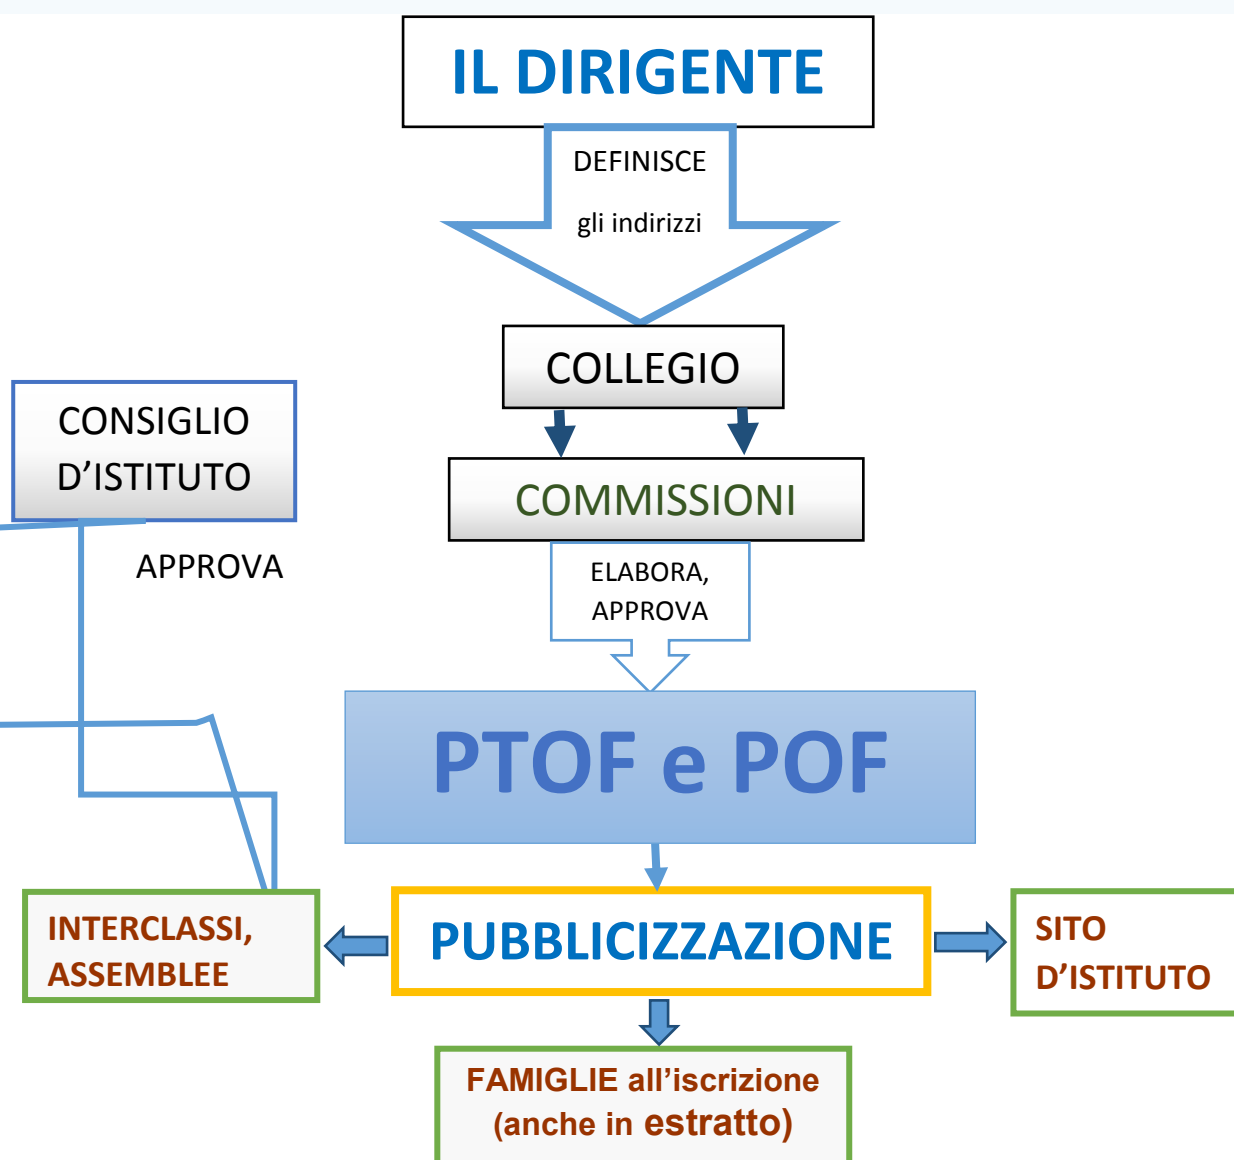 IL DIRIGENTE
DEFINISCE
gli indirizzi
COLLEGIO
CONSIGLIO
D’ISTITUTO
COMMISSIONI
APPROVA
ELABORA,
APPROVA
PTOF e POF
INTERCLASSI,
ASSEMBLEE
PUBBLICIZZAZIONE
SITO
D’ISTITUTO
FAMIGLIE all’iscrizione
(anche in estratto)